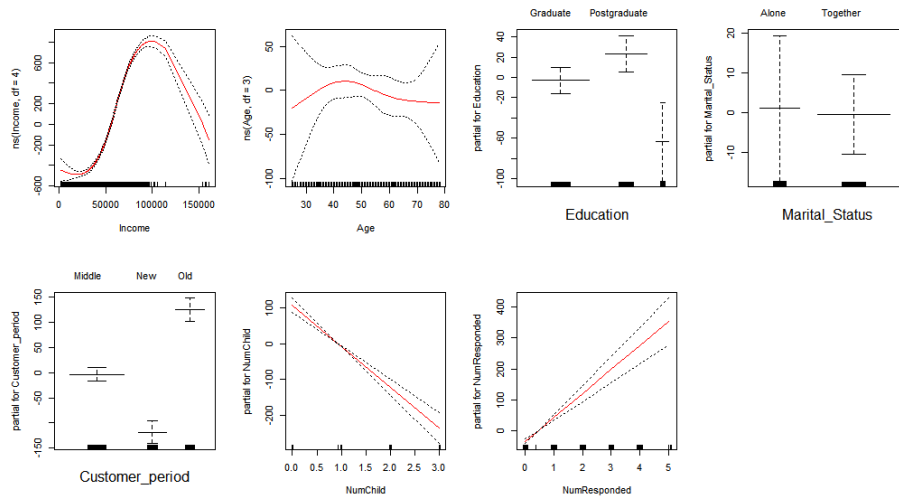 ns(Income, df = 4)
600
200
-200
-600
0
50000
100000
150000
Income
ns(Age, df = 3)
50
0
-50
-100
30
40
50
60
70
80
Age
Graduate
Postgraduate
partial for Education
40
20
0
-20
-60
-100
Education
Alone
Together
partial for Marital_Status
20
10
0
-10
Marital_Status
Middle
New
Old
partial for Customer_period
150
100
50
0
-50
-150
Customer_period
partial for NumChild
100
0
-100
-200
0.0
0.5
1.0
1.5
2.0
2.5
3.0
NumChild
partial for NumResponded
400
300
200
100
0
0
1
2
3
4
5
NumResponded